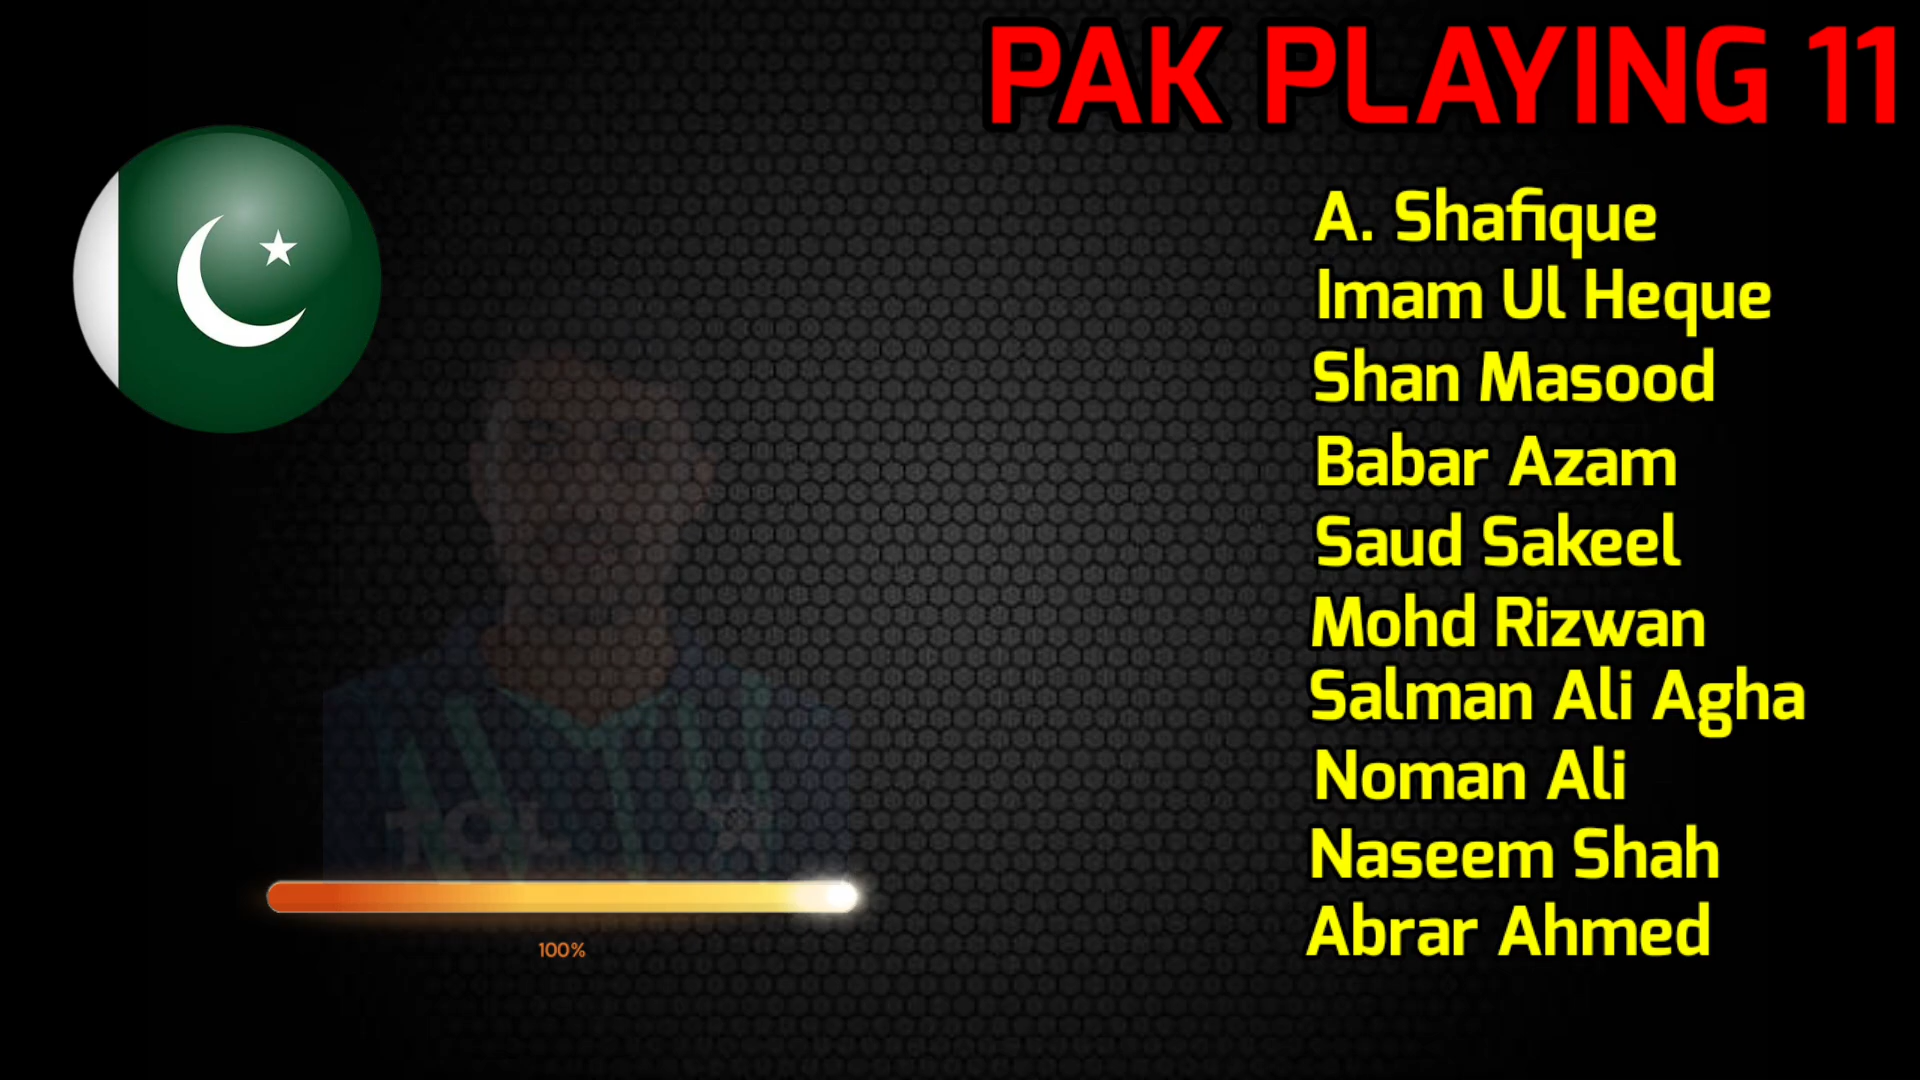 PAK PLAYING 11
A. Shafique
Imam Ul Heque
Shan Masood
Babar Azam
Saud Sakeel
Mohd Rizwan
Salman Ali Agha
Noman Ali
Naseem Shah
Abrar Ahmed
TCL
100%